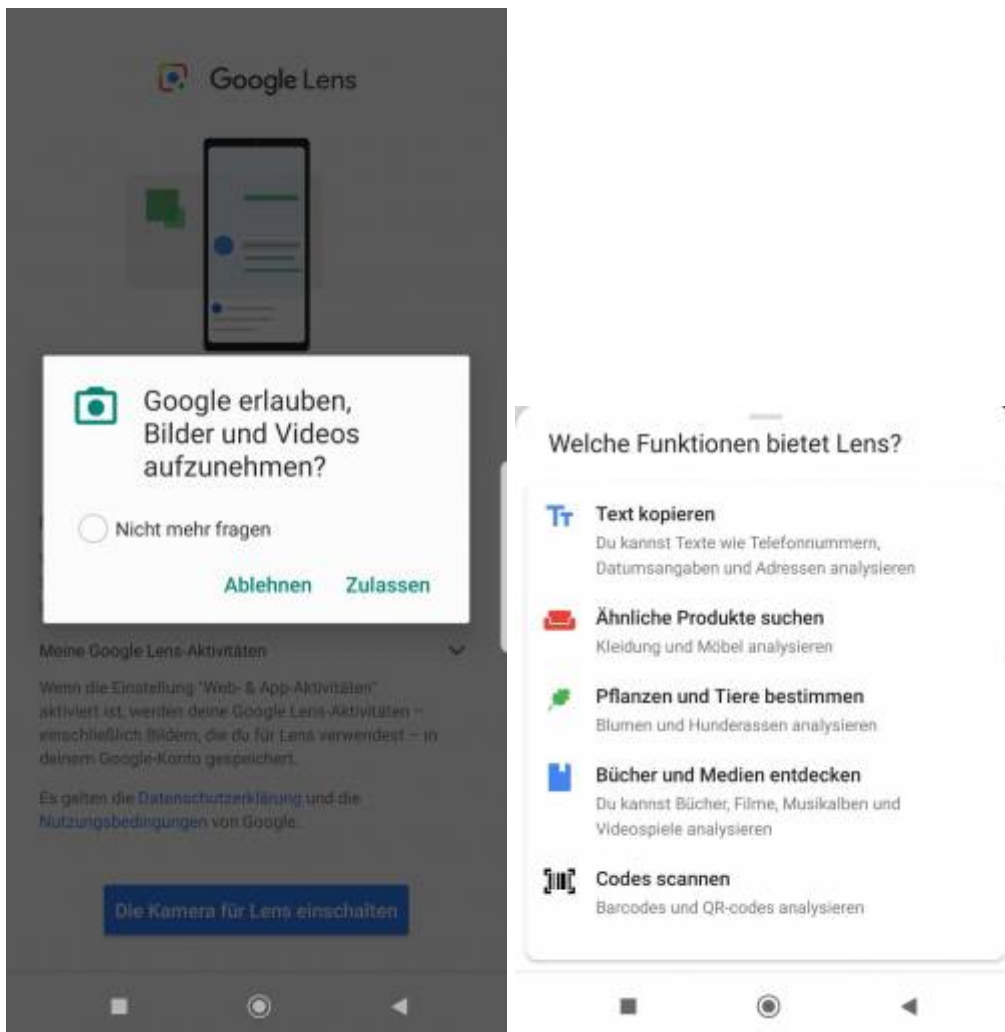 Google Lens
Google erlauben,
Bilder und Videos
aufzunehmen?
Nicht mehr fragen
Ablehnen Zulassen
Meine Google Lens-Aktivitäten
Wenn die Einstellung "Web- & App-Aktivitäten"
aktiviert ist, werden deine Google Lens-Aktivitäten –
einschließlich Bildern, die du für Lens verwendest – in
deinem Google-Konto gespeichert.
Es gelten die Datenschutzerklärung und die
Nutzungsbedingungen von Google.
Die Kamera für Lens einschalten
Welche Funktionen bietet Lens?
Text kopieren
Du kannst Texte wie Telefonnummern,
Datumsangaben und Adressen analysieren
Ähnliche Produkte suchen
Kleidung und Möbel analysieren
Pflanzen und Tiere bestimmen
Blumen und Hunderassen analysieren
Bücher und Medien entdecken
Du kannst Bücher, Filme, Musikalben und
Videospiele analysieren
Codes scannen
Barcodes und QR-codes analysieren